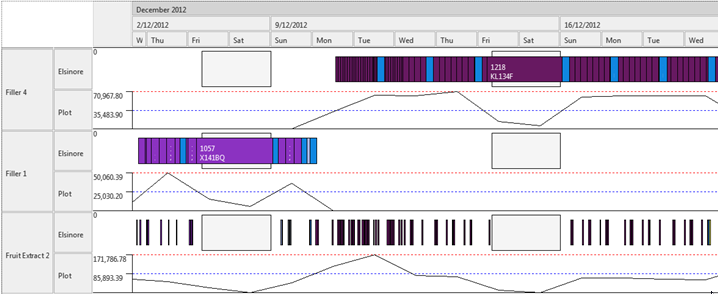 December 2012
2/12/2012 9/12/2012 16/12/2012
W Thu Fri Sat Sun Mon Tue Wed Thu Fri Sat Sun Mon Tue Wed
Filler 4
Elsinore
0
1218
KL134F
Plot
70,967.80
35,483.90
Filler 1
Elsinore
0
1057
X141BQ
Plot
50,060.39
25,030.20
Fruit Extract 2
Elsinore
0
Plot
171,786.78
85,893.39